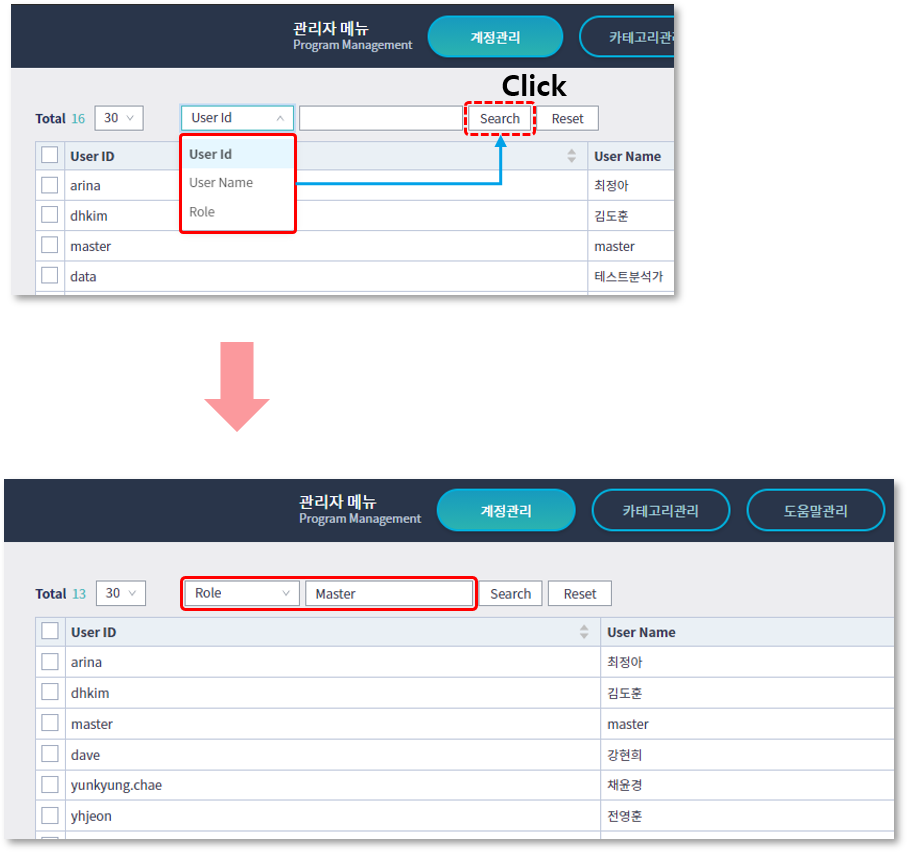 관리자 메뉴
Program Management
계정관리
카테고리관
Click
Total 16 30 User Id Search Reset
User ID User Name
User Id
User Name
Role
arina 최정아
dhkim 김도훈
master master
data 테스트분석가
관리자 메뉴
Program Management
계정관리
카테고리관리
도움말관리
Total 13 30 Role Master Search Reset
User ID User Name
arina 최정아
dhkim 김도훈
master master
dave 강현희
yunkyung.chae 채윤경
yhjeon 전영훈